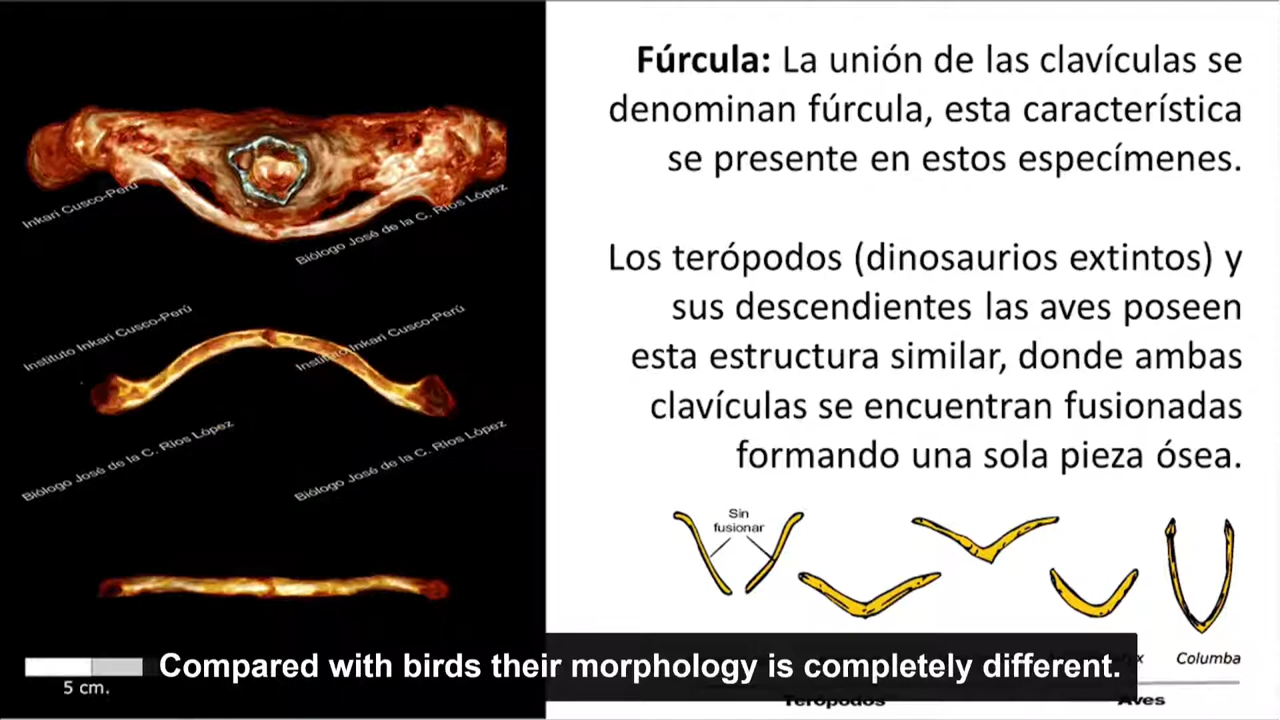 Fúrcula: La unión de las clavículas se
denominan fúrcula, esta característica
se presente en estos especímenes.
Los terópodos (dinosaurios extintos) y
sus descendientes las aves poseen
esta estructura similar, donde ambas
clavículas se encuentran fusionadas
formando una sola pieza ósea.
Inkari Cusco-Perú
Biólogo José de la C. Ríos López
Instituto Inkari Cusco-Perú
Instituto Inkari Cusco-Perú
Biólogo José de la C. Ríos López
Biólogo José de la C. Ríos López
5 cm.
Sin
fusionar
Columba
Terópodos
Aves
Compared with birds their morphology is completely different.